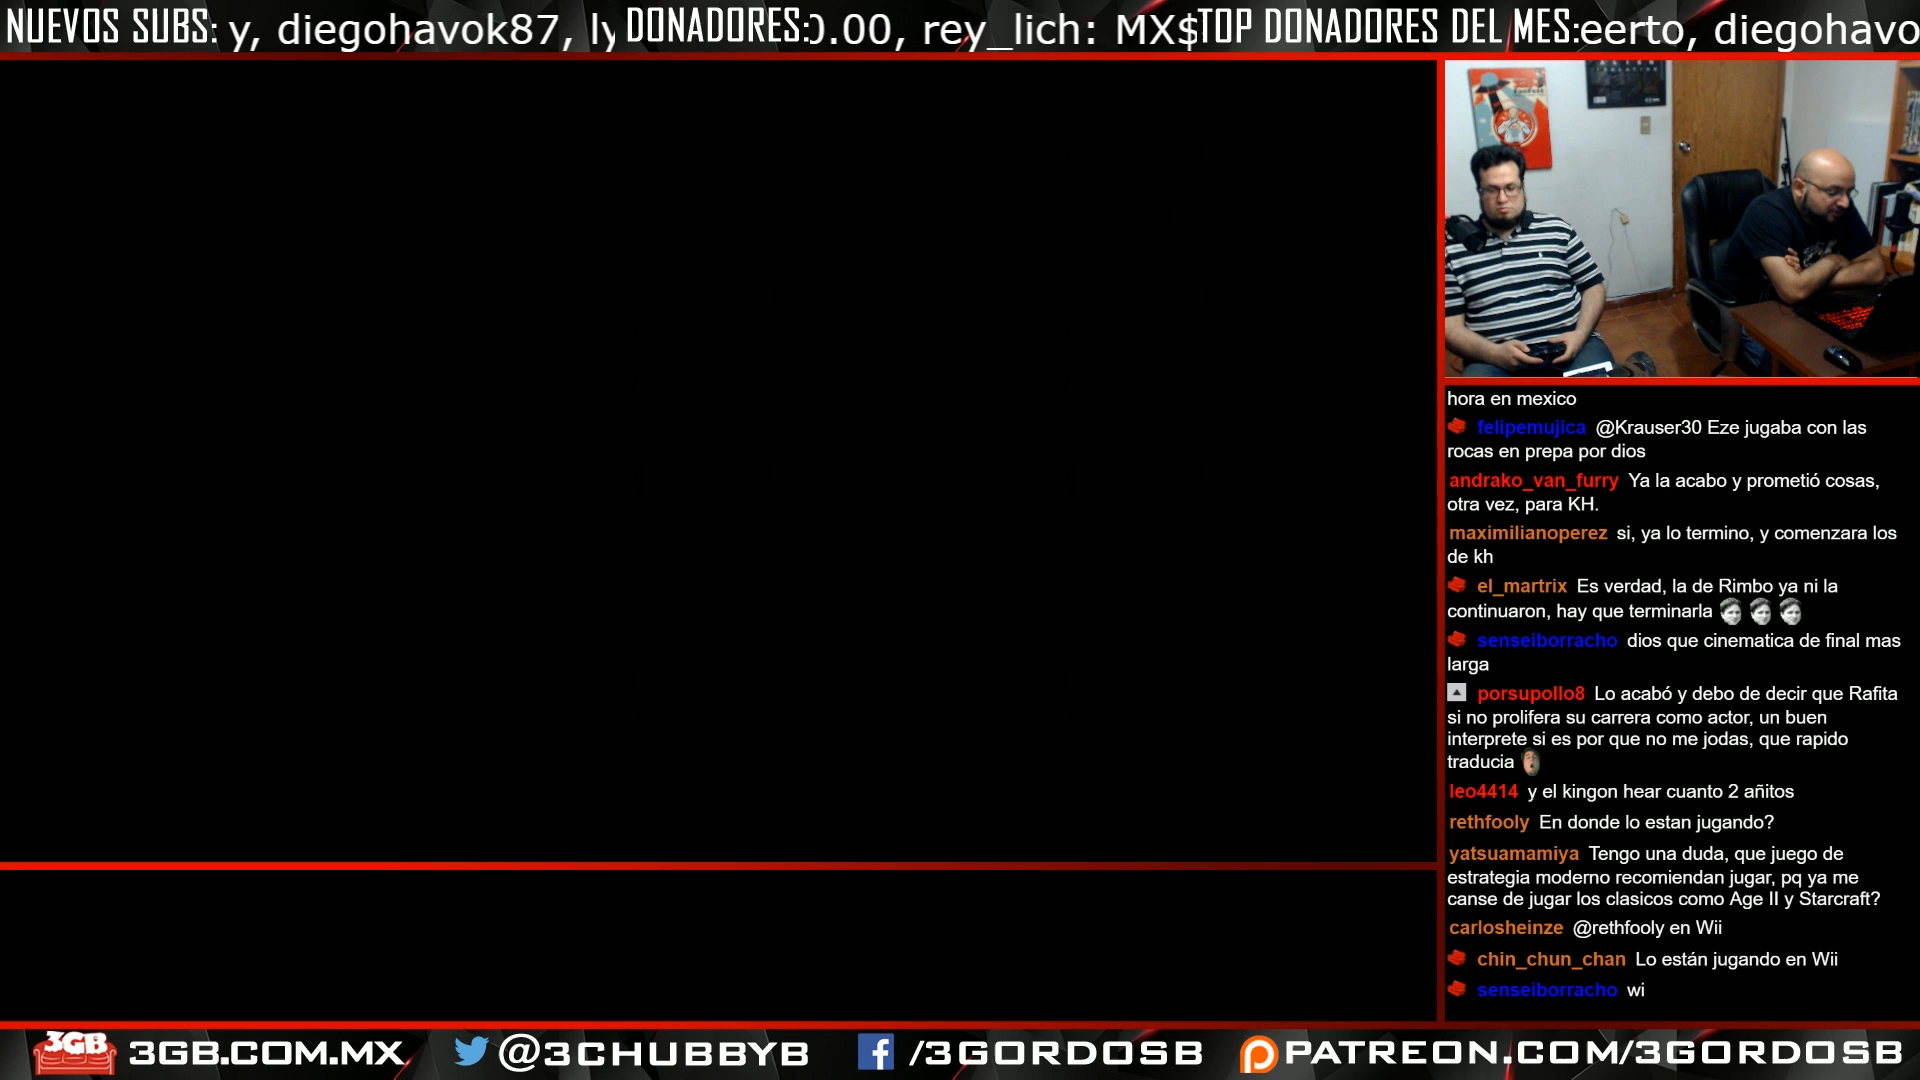 NUEVOS SUBS: y, diegohavok87, ly DONADORES: 0.00, rey_lich: MX$ TOP DONADORES DEL MES: eerto, diegohavo
hora en mexico
felipemujica @Krauser30 Eze jugaba con las
rocas en prepa por dios
andrako_van_furry Ya la acabo y prometió cosas,
otra vez, para KH.
maximilianoperez si, ya lo termino, y comenzara los
de kh
el_martrix Es verdad, la de Rimbo ya ni la
continuaron, hay que terminarla
senseiborracho dios que cinematica de final mas
larga
porsupollo8 Lo acabó y debo de decir que Rafita
si no prolifera su carrera como actor, un buen
interprete si es por que no me jodas, que rapido
traducia
leo4414 y el kingon hear cuanto 2 añitos
rethfooly En donde lo estan jugando?
yatsuamamiya Tengo una duda, que juego de
estrategia moderno recomiendan jugar, pq ya me
canse de jugar los clasicos como Age II y Starcraft?
carlosheinze @rethfooly en Wii
chin_chun_chan Lo están jugando en Wii
senseiborracho wi
3GB 3GB.COM.MX @3CHUBBYB /3GORDOSB PATREON.COM/3GORDOSB